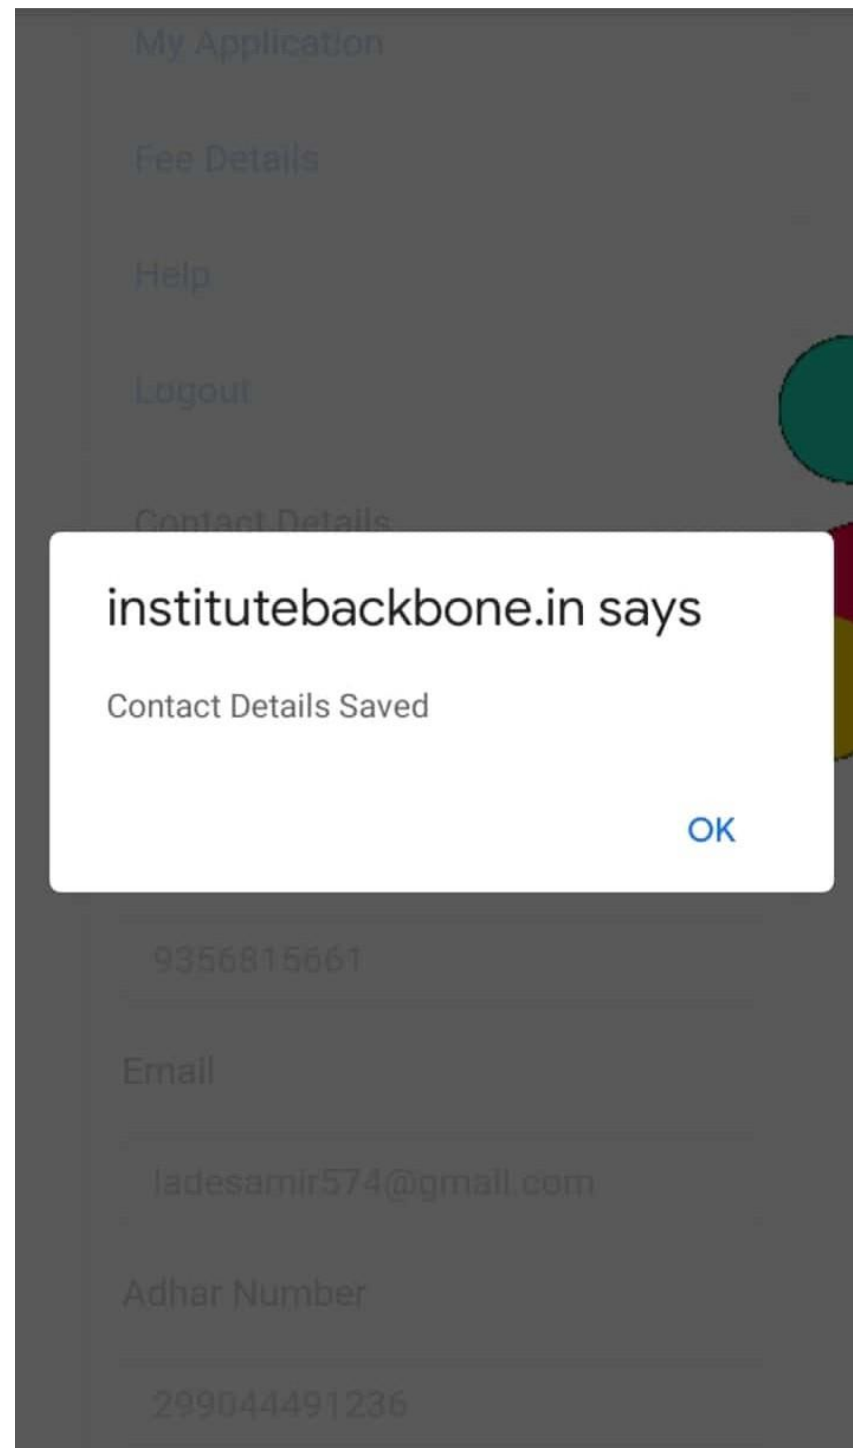 My Application
Fee Details
Help
Logout
Contact Details
institutebackbone.in says
Contact Details Saved
OK
9356815661
Email
ladesamir574@gmail.com
Adhar Number
299044491236